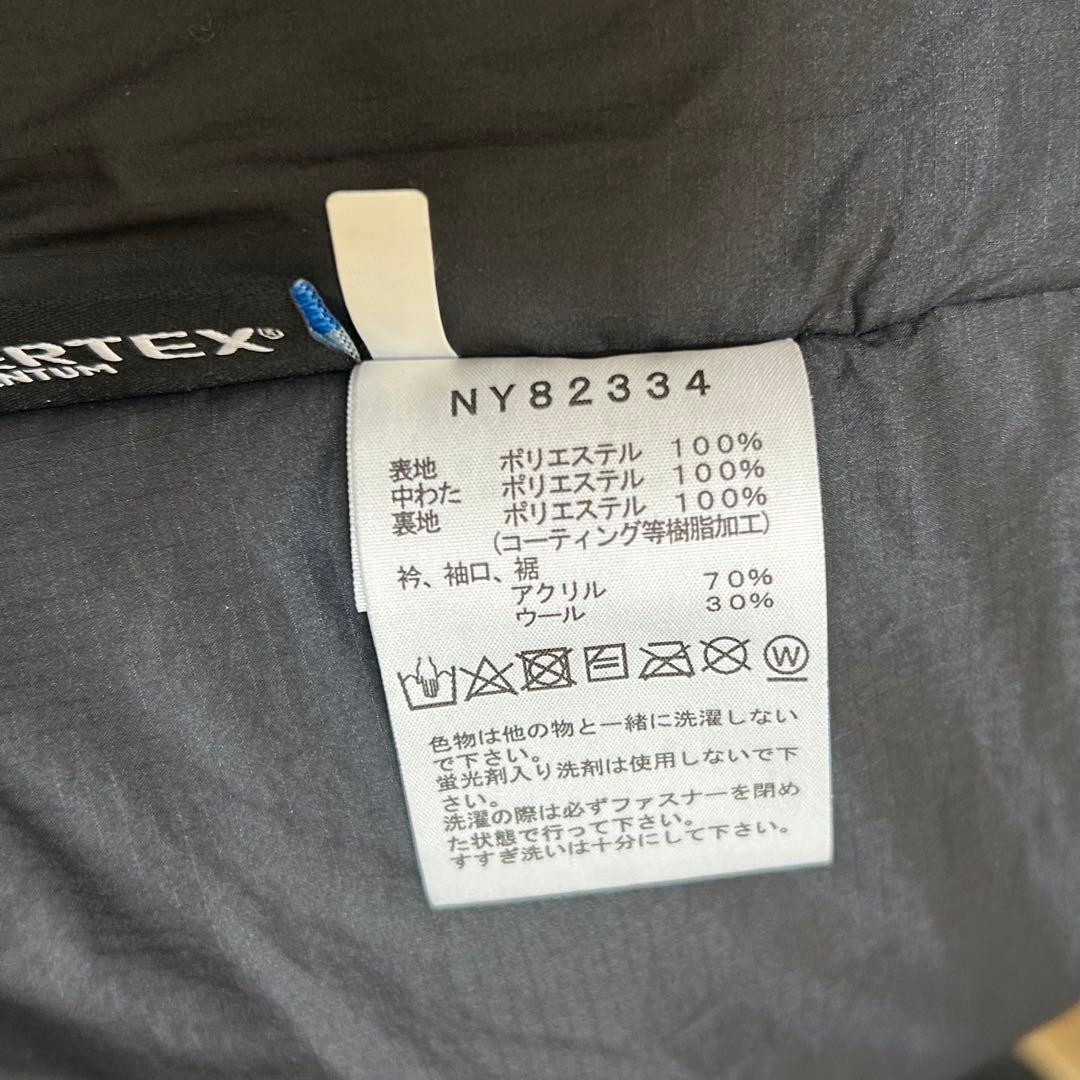 ERTEX®
NTUM
NY82334
表地 ポリエステル 100%
中わた ポリエステル 100%
裏地 ポリエステル 100%
(コーティング等樹脂加工)
衿、袖口、裾
アクリル 70%
ウール 30%
W
色物は他の物と一緒に洗濯しない
で下さい。
蛍光剤入り洗剤は使用しないで下
さい。
洗濯の際は必ずファスナーを閉め
た状態で行って下さい。
すすぎ洗いは十分にして下さい。